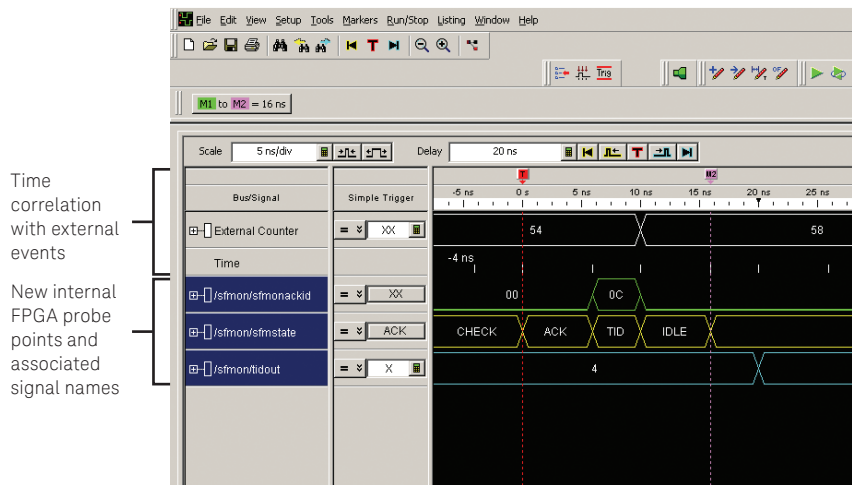 File Edit View Setup Tools Markers Run/Stop Listing Window Help
T
Trig
M1 to M2 = 16 ns
Scale 5 ns/div Delay 20 ns T
T M2
-5 ns 0 s 5 ns 10 ns 15 ns 20 ns 25 ns
Bus/Signal Simple Trigger
External Counter = XX 54 58
Time -4 ns
/sfmon/sfmonackid = XX 00 0C
/sfmon/sfmstate = ACK CHECK ACK TID IDLE
/sfmon/tidout = X 4
Time
correlation
with external
events
New internal
FPGA probe
points and
associated
signal names